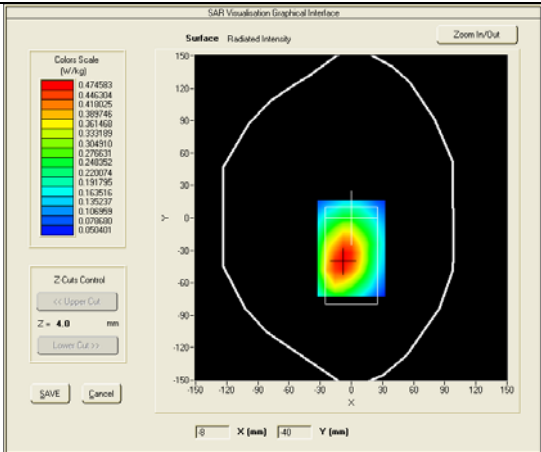 SAR Visualisation Graphical Interface
Surface Radiated Intensity
Zoom In/Out
Colors Scale
(W/kg)
0.474583
0.446304
0.418025
0.389746
0.361468
0.333189
0.304910
0.276631
0.248352
0.220074
0.191795
0.163516
0.135237
0.106959
0.078680
0.050401
Z-Cuts Control
<< Upper Cut
Z = 4.0 mm
Lower Cut >>
SAVE Cancel
150-
120-
90-
60-
30-
0-
-30-
-60-
-90-
-120-
-150-
Y
-150 -120 -90 -60 -30 0 30 60 90 120 150
X
-8 X (mm) -40 Y (mm)